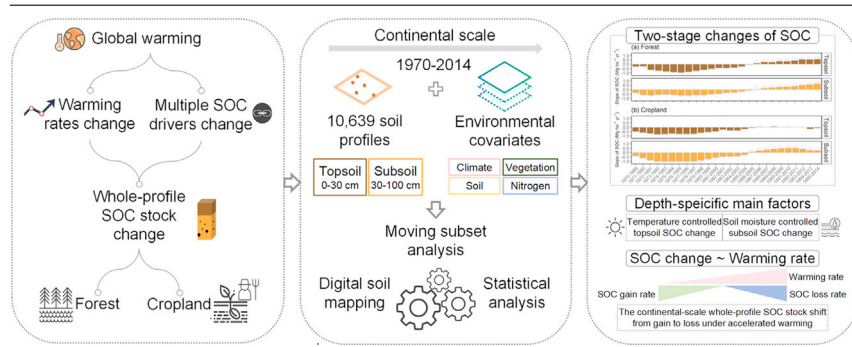 Global warming
Warming
rates change
Multiple SOC
drivers change
Whole-profile
SOC stock
change
Forest
Cropland
Continental scale
1970-2014
10,639 soil
profiles
Environmental
covariates
Topsoil
0-30 cm
Subsoil
30-100 cm
Climate
Vegetation
Soil
Nitrogen
Moving subset
analysis
Digital soil
mapping
Statistical
analysis
Two-stage changes of SOC
(a) Forest
Topsoil
Subsoil
(b) Cropland
Topsoil
Subsoil
Depth-speicific main factors
Temperature controlled
topsoil SOC change
Soil moisture controlled
subsoil SOC change
SOC change ~ Warming rate
Warming rate
SOC gain rate
SOC loss rate
The continental-scale whole-profile SOC stock shift
from gain to loss under accelerated warming